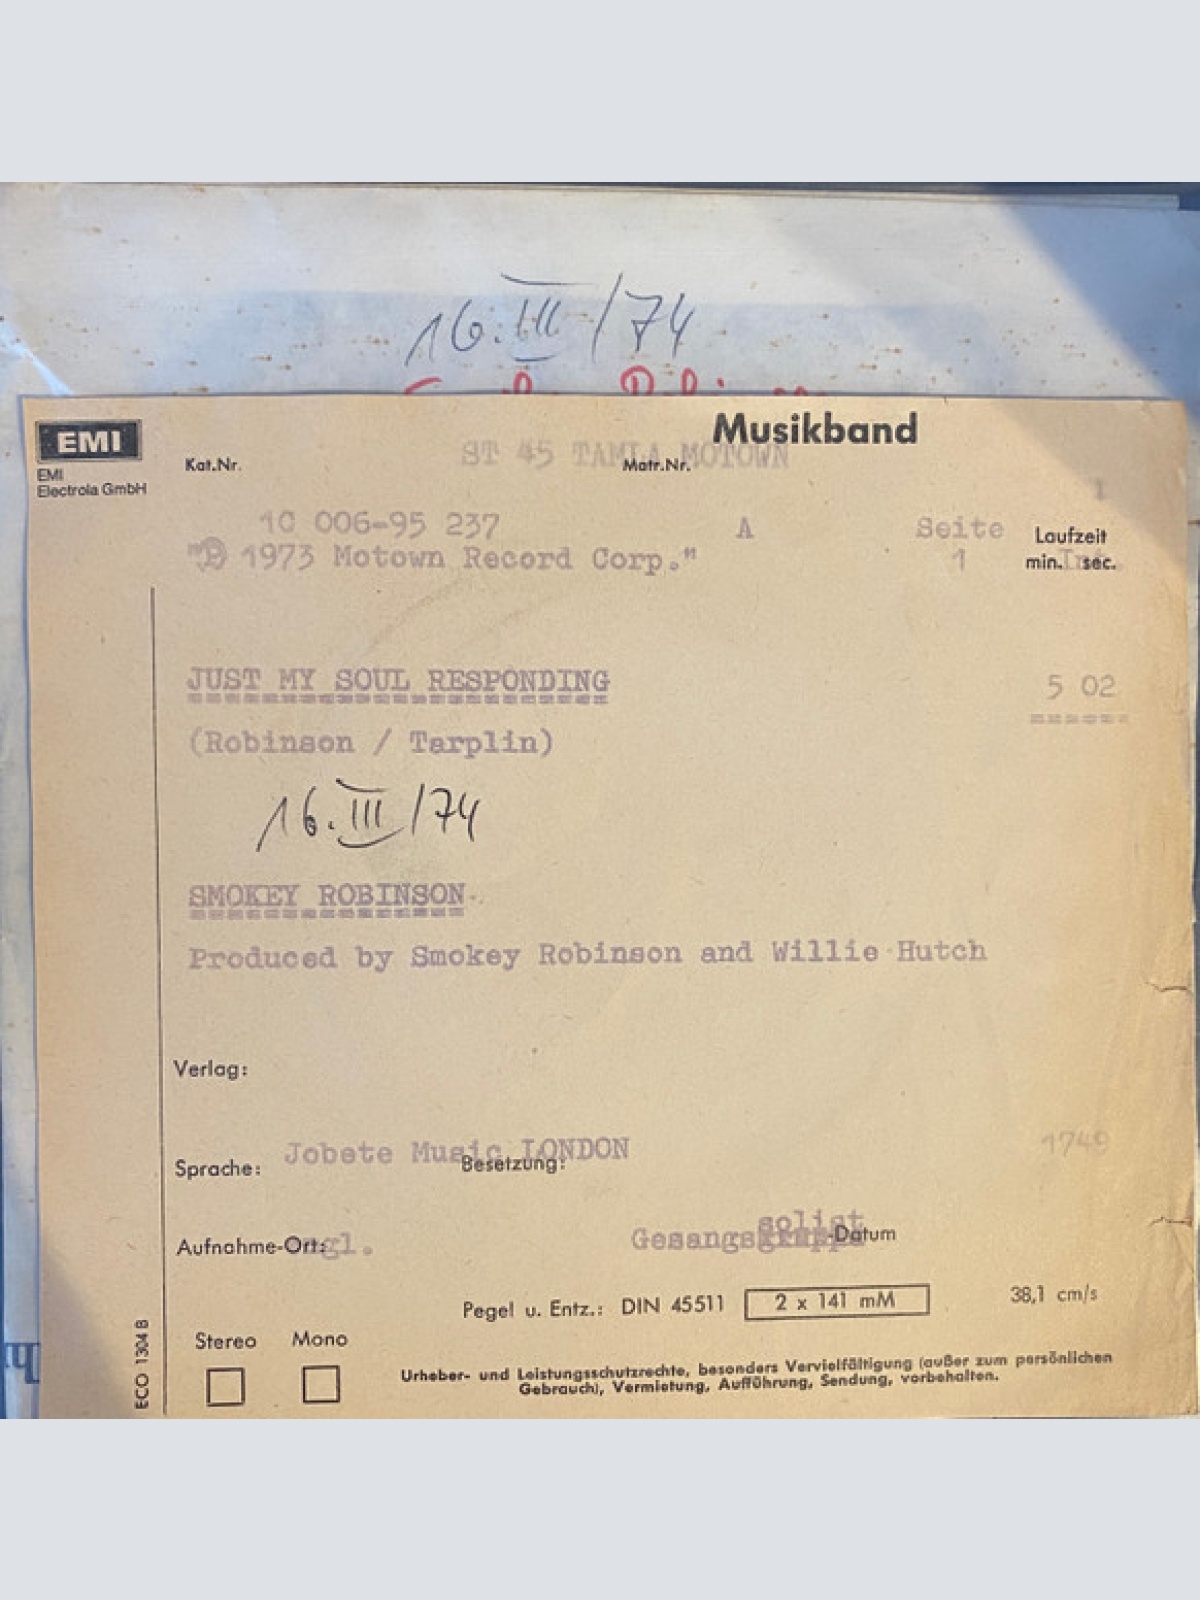 16. III /74
EMI
EMI
Electrola GmbH
Musikband
Kat.Nr.
ST 45 TAMLA MOTOWN
Matr.Nr.
1
1C 006-95 237 A Seite
"Ⓟ 1973 Motown Record Corp." 1
Laufzeit
min. sec.
JUST MY SOUL RESPONDING 5 02
(Robinson / Tarplin)
16. III /74
SMOKEY ROBINSON
Produced by Smokey Robinson and Willie Hutch
Verlag:
Jobete Music LONDON 1749
Sprache: Besetzung:
solist
engl. Gesangsgruppe
Aufnahme-Ort: Datum
Pegel u. Entz.: DIN 45511 2 x 141 mM 38,1 cm/s
Stereo Mono
Urheber- und Leistungsschutzrechte, besonders Vervielfältigung (außer zum persönlichen
Gebrauch), Vermietung, Aufführung, Sendung, vorbehalten.
ECO 1304 B